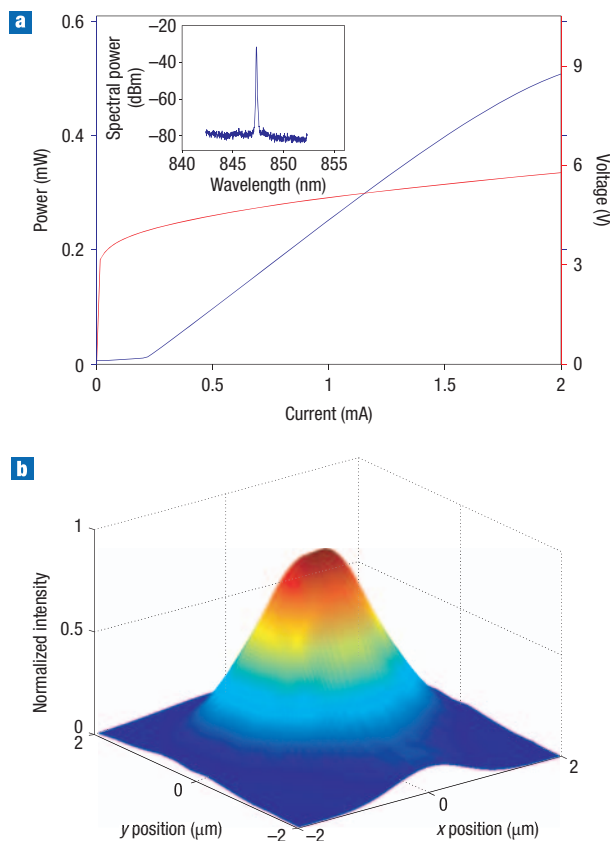 a
Power (mW)
0.6
0.4
0.2
0
0
0.5
1
1.5
2
Current (mA)
Voltage (V)
9
6
3
0
Spectral power
(dBm)
−20
−40
−60
−80
840
845
850
855
Wavelength (nm)
b
Normalized intensity
1
0.5
0
2
0
−2
y position (μm)
−2
0
2
x position (μm)